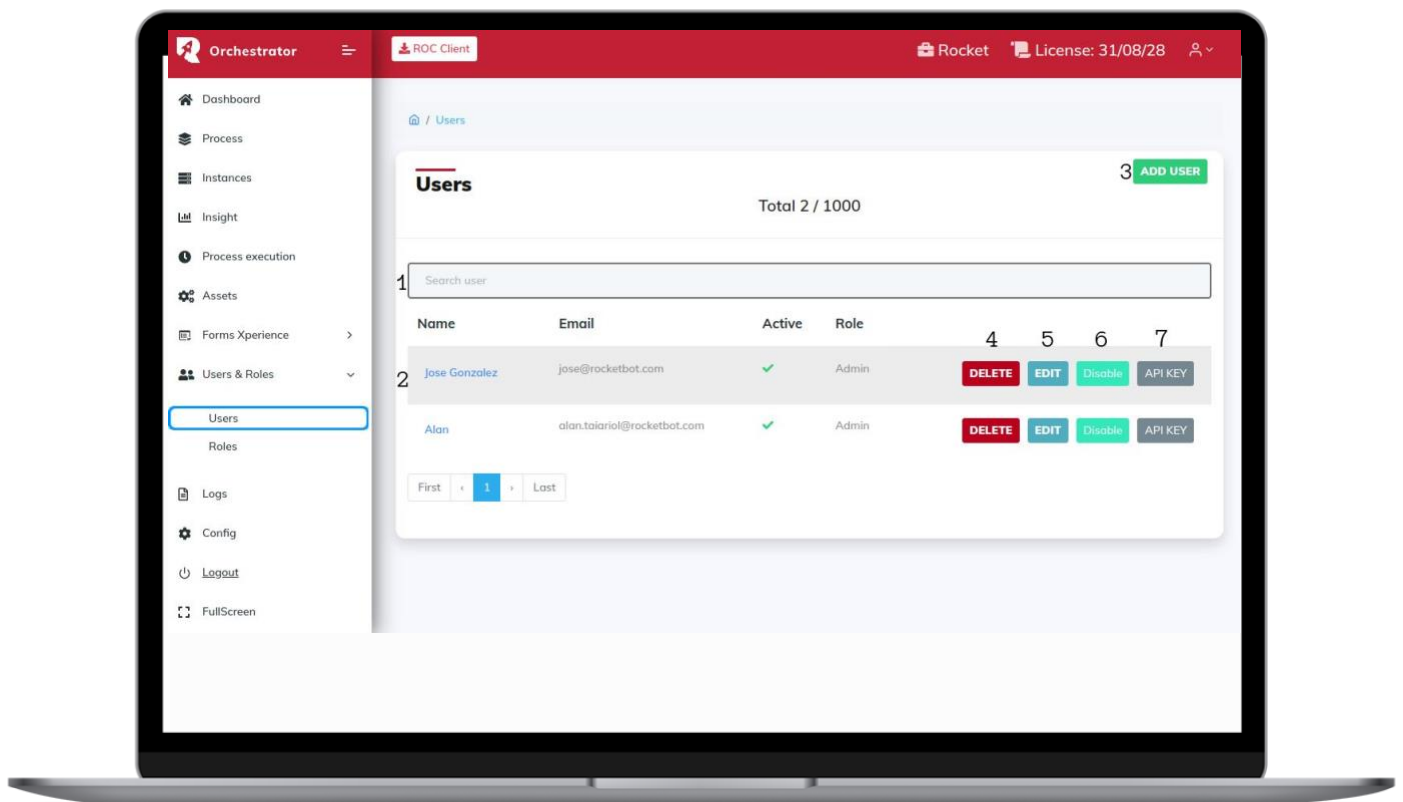 Orchestrator
ROC Client
Rocket
License: 31/08/28
Dashboard
Process
Instances
Insight
Process execution
Assets
Forms Xperience
Users & Roles
Users
Roles
Logs
Config
Logout
FullScreen
/ Users
Users
3 ADD USER
Total 2 / 1000
1 Search user
Name Email Active Role
4 5 6 7
2 Jose Gonzalez jose@rocketbot.com Admin DELETE EDIT Disable API KEY
Alan alan.taiariol@rocketbot.com Admin DELETE EDIT Disable API KEY
First ‹ 1 › Last